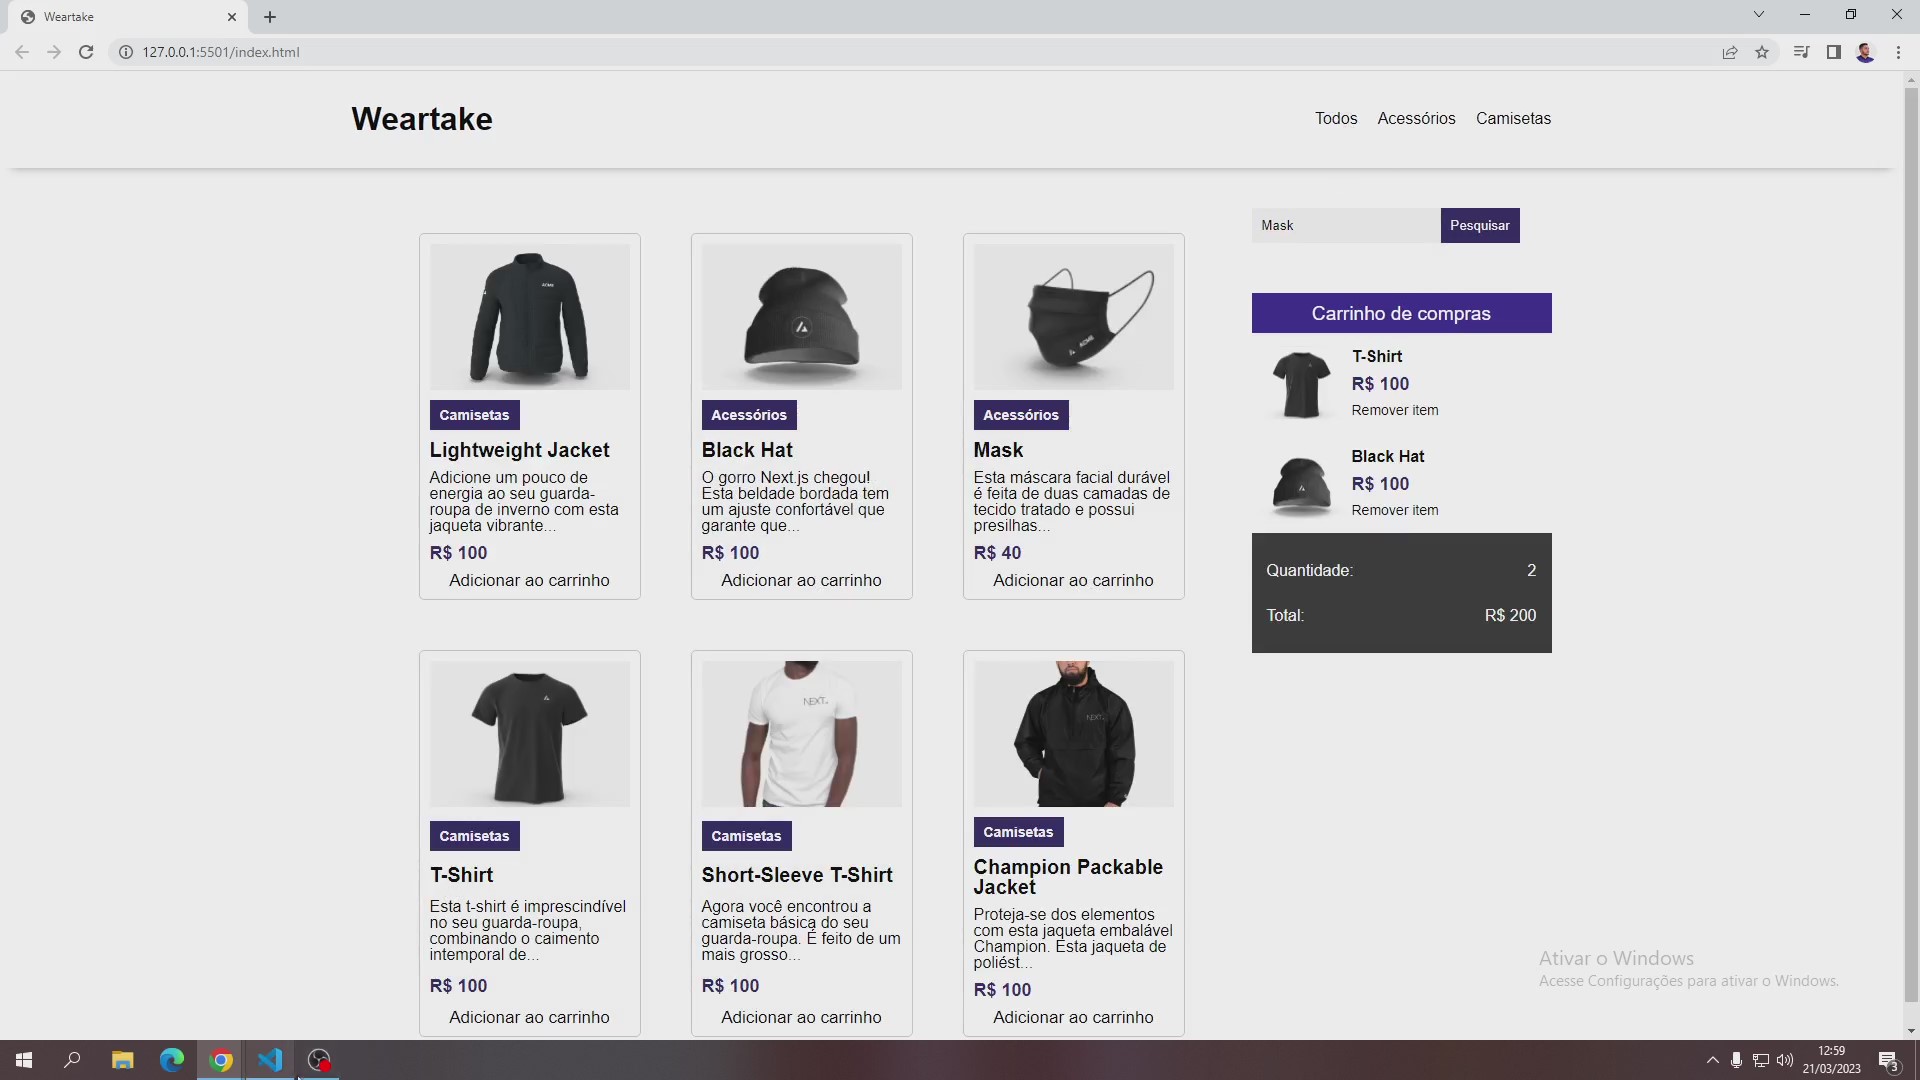 Weartake
127.0.0.1:5501/index.html
Weartake
Todos
Acessórios
Camisetas
Mask
Pesquisar
ACME
Camisetas
Lightweight Jacket
Adicione um pouco de
energia ao seu guarda-
roupa de inverno com esta
jaqueta vibrante...
R$ 100
Adicionar ao carrinho
Acessórios
Black Hat
O gorro Next.js chegou!
Esta beldade bordada tem
um ajuste confortável que
garante que...
R$ 100
Adicionar ao carrinho
ACME
Acessórios
Mask
Esta máscara facial durável
é feita de duas camadas de
tecido tratado e possui
presilhas...
R$ 40
Adicionar ao carrinho
Carrinho de compras
T-Shirt
R$ 100
Remover item
Black Hat
R$ 100
Remover item
Quantidade:
2
Total:
R$ 200
Camisetas
T-Shirt
Esta t-shirt é imprescindível
no seu guarda-roupa,
combinando o caimento
intemporal de...
R$ 100
Adicionar ao carrinho
NEXT.
Camisetas
Short-Sleeve T-Shirt
Agora você encontrou a
camiseta básica do seu
guarda-roupa. É feito de um
mais grosso...
R$ 100
Adicionar ao carrinho
NEXT.
Camisetas
Champion Packable
Jacket
Proteja-se dos elementos
com esta jaqueta embalável
Champion. Esta jaqueta de
poliést...
R$ 100
Adicionar ao carrinho
Ativar o Windows
Acesse Configurações para ativar o Windows.
12:59
21/03/2023
3